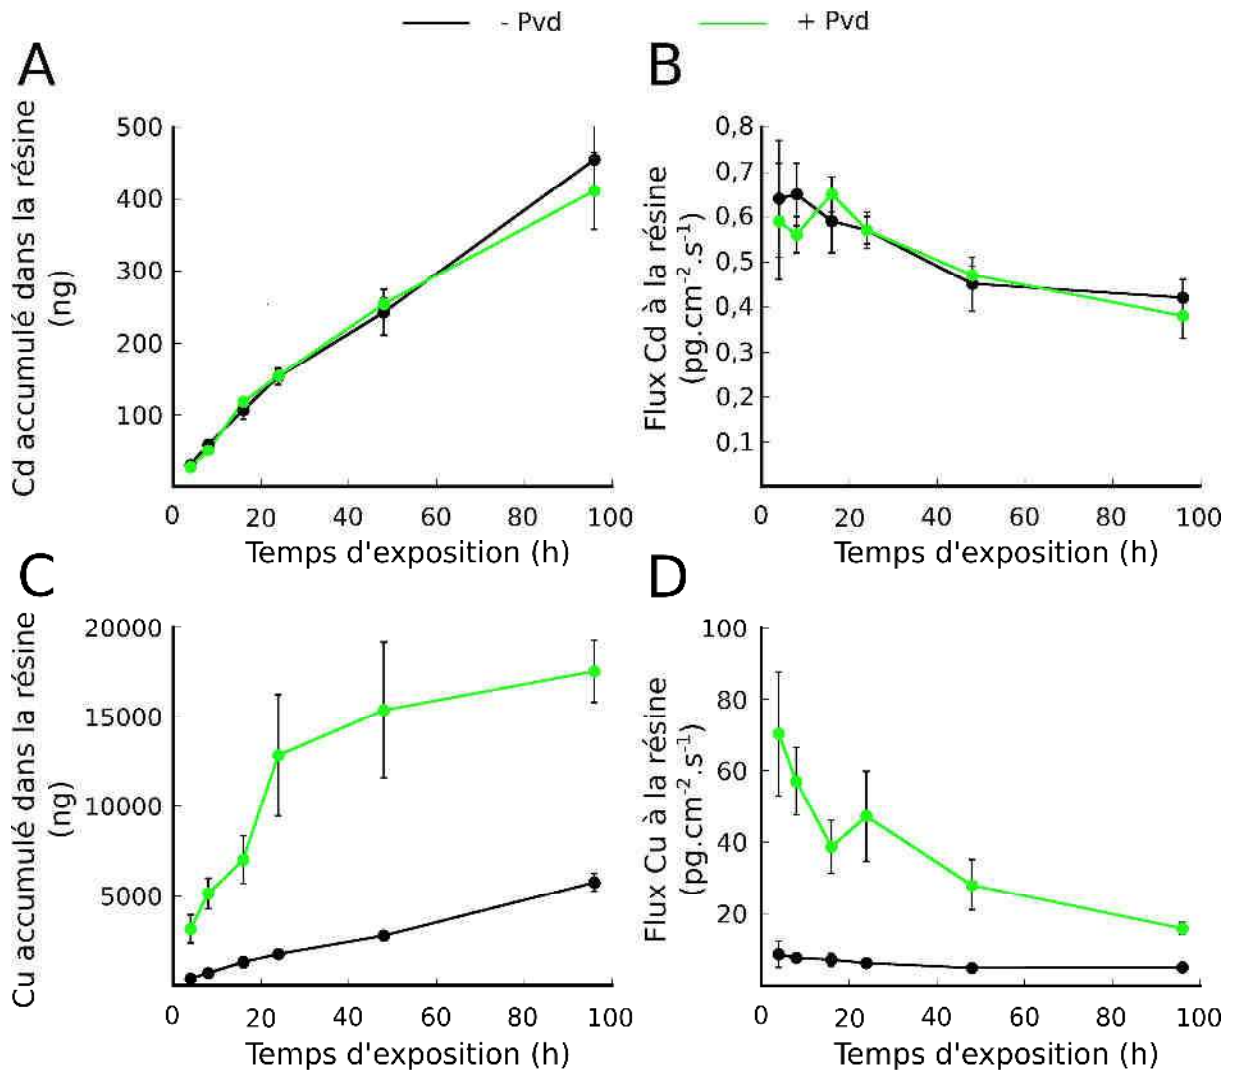 - Pvd + Pvd
A B
Cd accumulé dans la résine
(ng)
500
400
300
200
100
0 20 40 60 80 100
Temps d'exposition (h)
Flux Cd à la résine
(pg.cm⁻².s⁻¹)
0,8
0,7
0,6
0,5
0,4
0,3
0,2
0,1
0 20 40 60 80 100
Temps d'exposition (h)
C D
Cu accumulé dans la résine
(ng)
20000
15000
10000
5000
0 20 40 60 80 100
Temps d'exposition (h)
Flux Cu à la résine
(pg.cm⁻².s⁻¹)
100
80
60
40
20
0 20 40 60 80 100
Temps d'exposition (h)